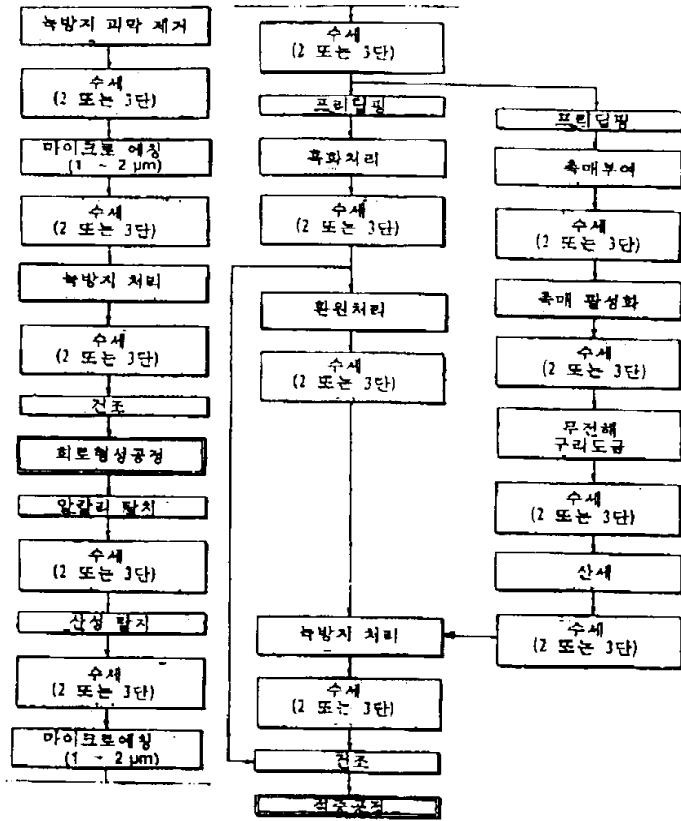 녹방지 피막 제거
수세
(2 또는 3단)
마이크로 에칭
(1 ~ 2 µm)
수세
(2 또는 3단)
녹방지 처리
수세
(2 또는 3단)
건조
회로형성공정
알칼리 탈지
수세
(2 또는 3단)
산성 탈지
수세
(2 또는 3단)
마이크로에칭
(1 ~ 2 µm)
수세
(2 또는 3단)
프리딥핑
흑화처리
수세
(2 또는 3단)
환원처리
수세
(2 또는 3단)
녹방지 처리
수세
(2 또는 3단)
건조
적층공정
프리딥핑
촉매부여
수세
(2 또는 3단)
촉매 활성화
수세
(2 또는 3단)
무전해
구리도금
수세
(2 또는 3단)
산세
수세
(2 또는 3단)